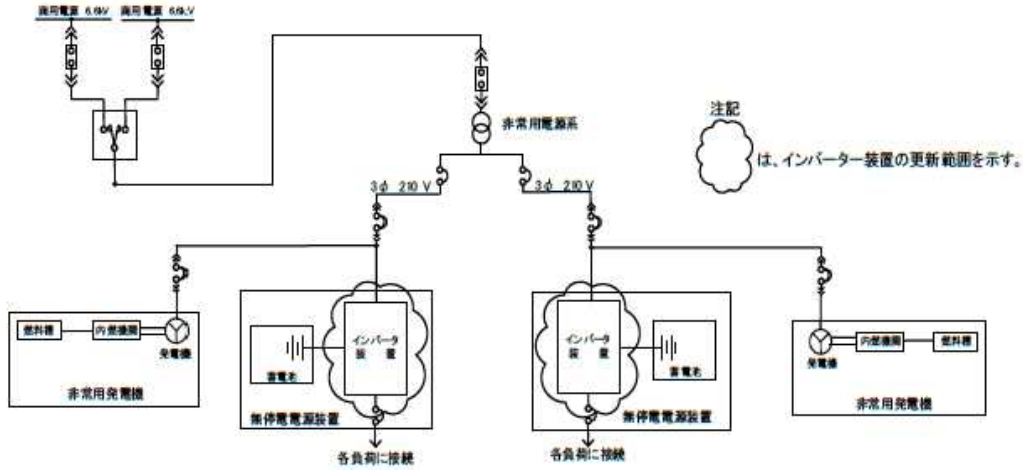 商用電源 6.6kV
商用電源 6.6kV
非常用電源系
注記
は、インバーター装置の更新範囲を示す。
3φ 210 V
3φ 210 V
燃料槽
内燃機関
発電機
非常用発電機
蓄電池
インバータ
装 置
無停電電源装置
各負荷に接続
インバータ
装 置
蓄電池
無停電電源装置
各負荷に接続
発電機
内燃機関
燃料槽
非常用発電機